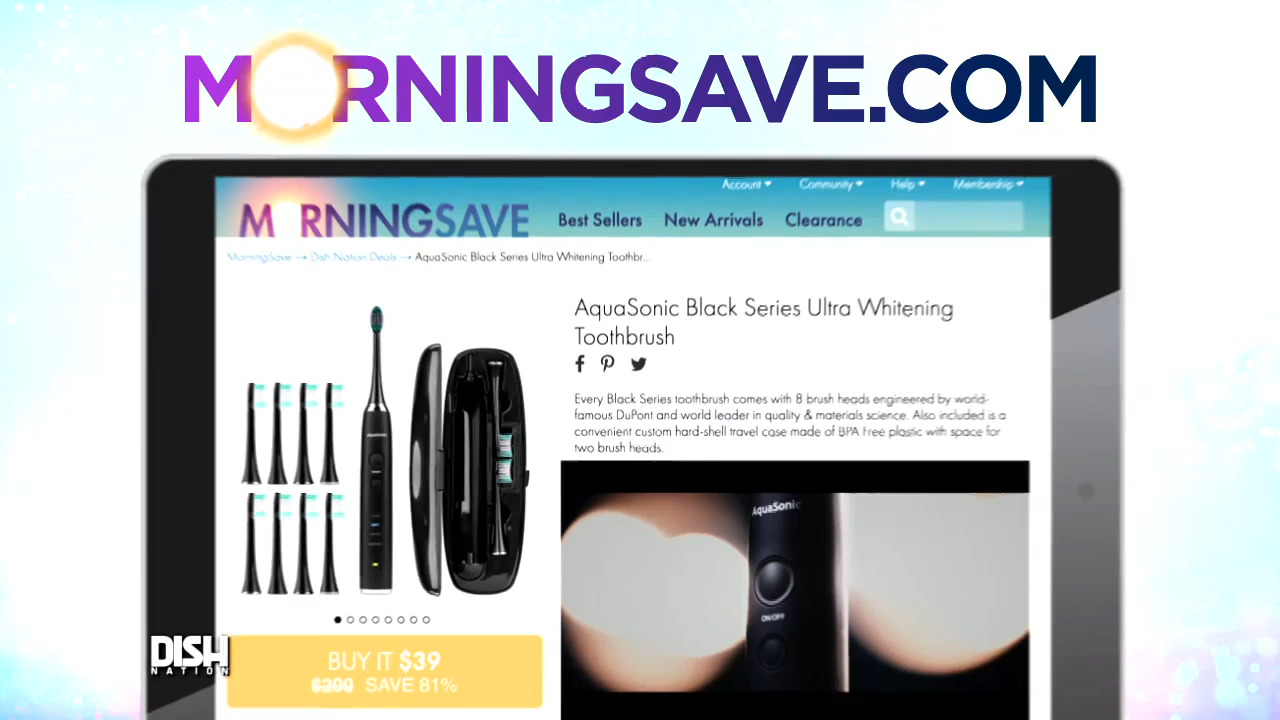 MORNINGSAVE.COM
Account Community Help Membership
MORNINGSAVE Best Sellers New Arrivals Clearance
MorningSave → Dish Nation Deals → AquaSonic Black Series Ultra Whitening Toothbr...
AquaSonic Black Series Ultra Whitening
Toothbrush
Every Black Series toothbrush comes with 8 brush heads engineered by world-
famous DuPont and world leader in quality & materials science. Also included is a
convenient custom hard-shell travel case made of BPA Free plastic with space for
two brush heads.
AquaSonic
AquaSonic
ON/OFF
BUY IT $39
$200 SAVE 81%
DISH
NATION